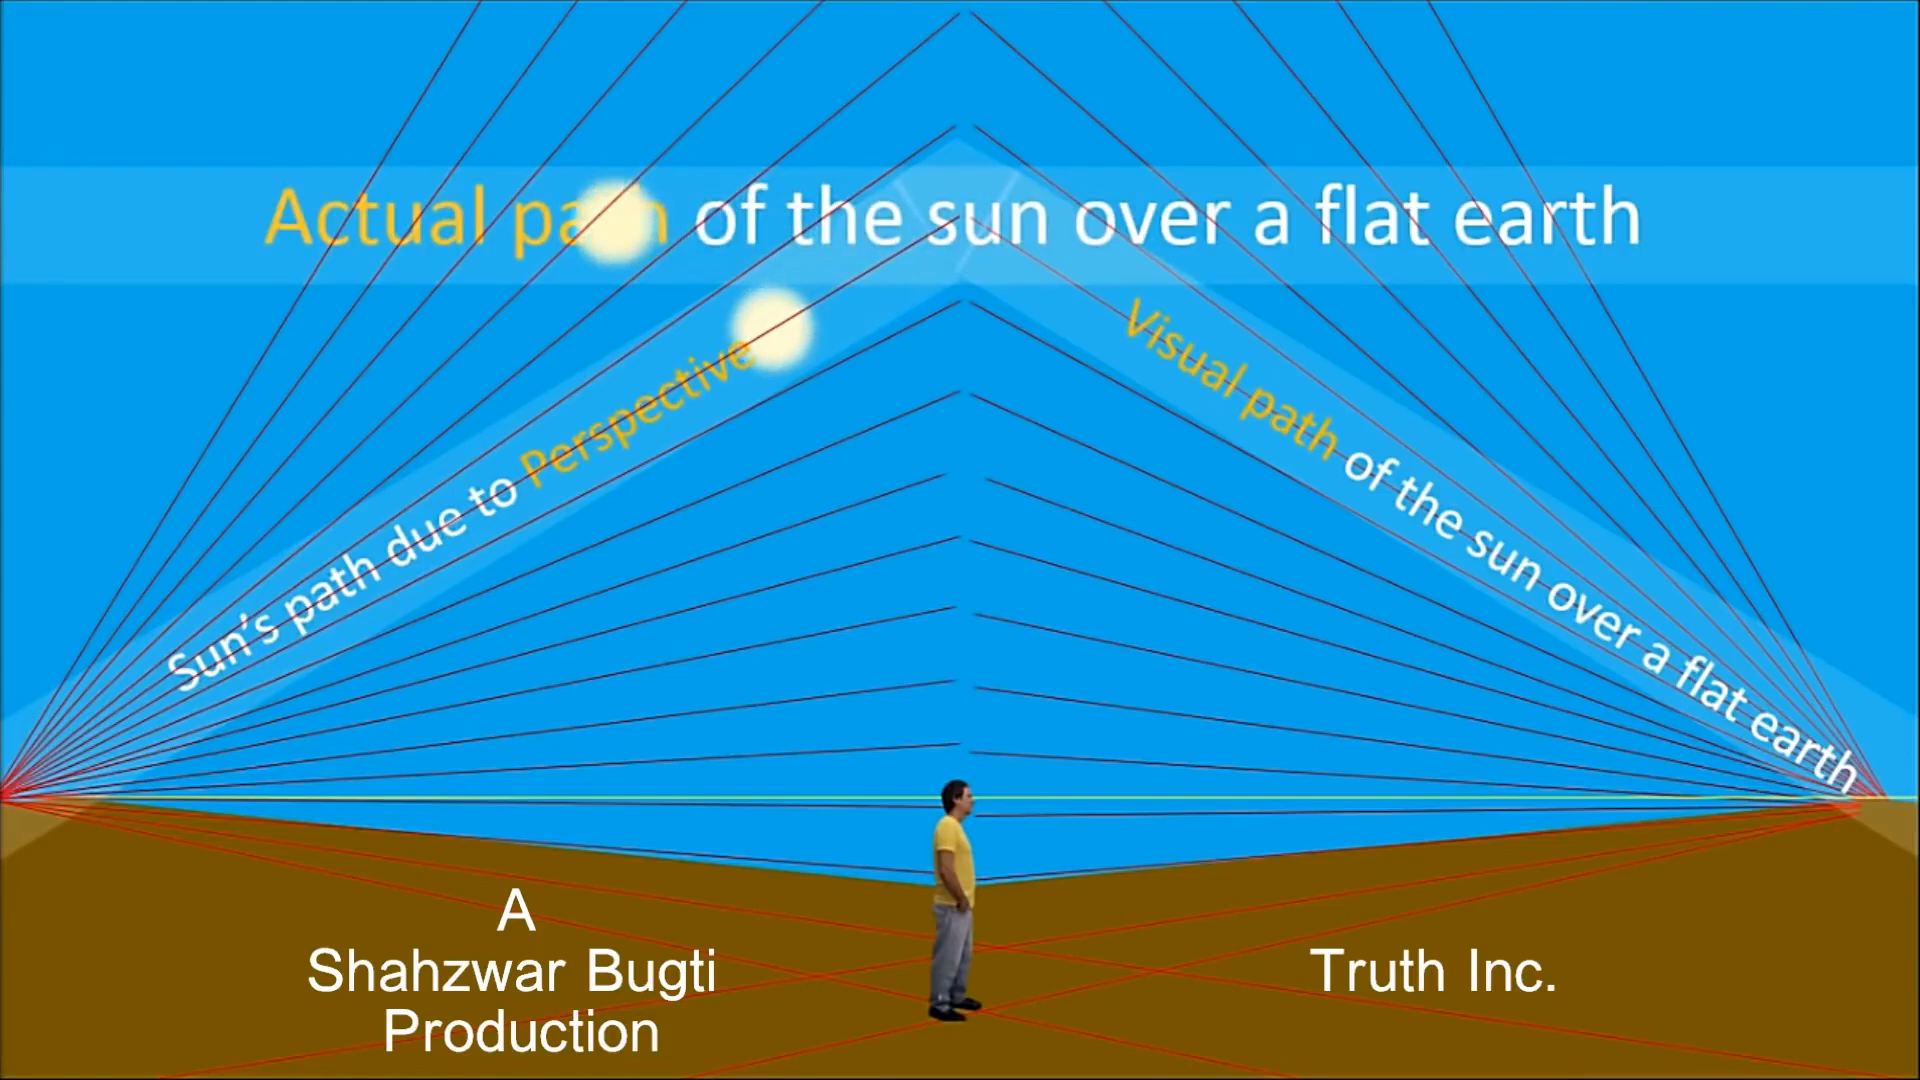 Actual path of the sun over a flat earth
Sun's path due to Perspective
Visual path of the sun over a flat earth
A
Shahzwar Bugti
Production
Truth Inc.